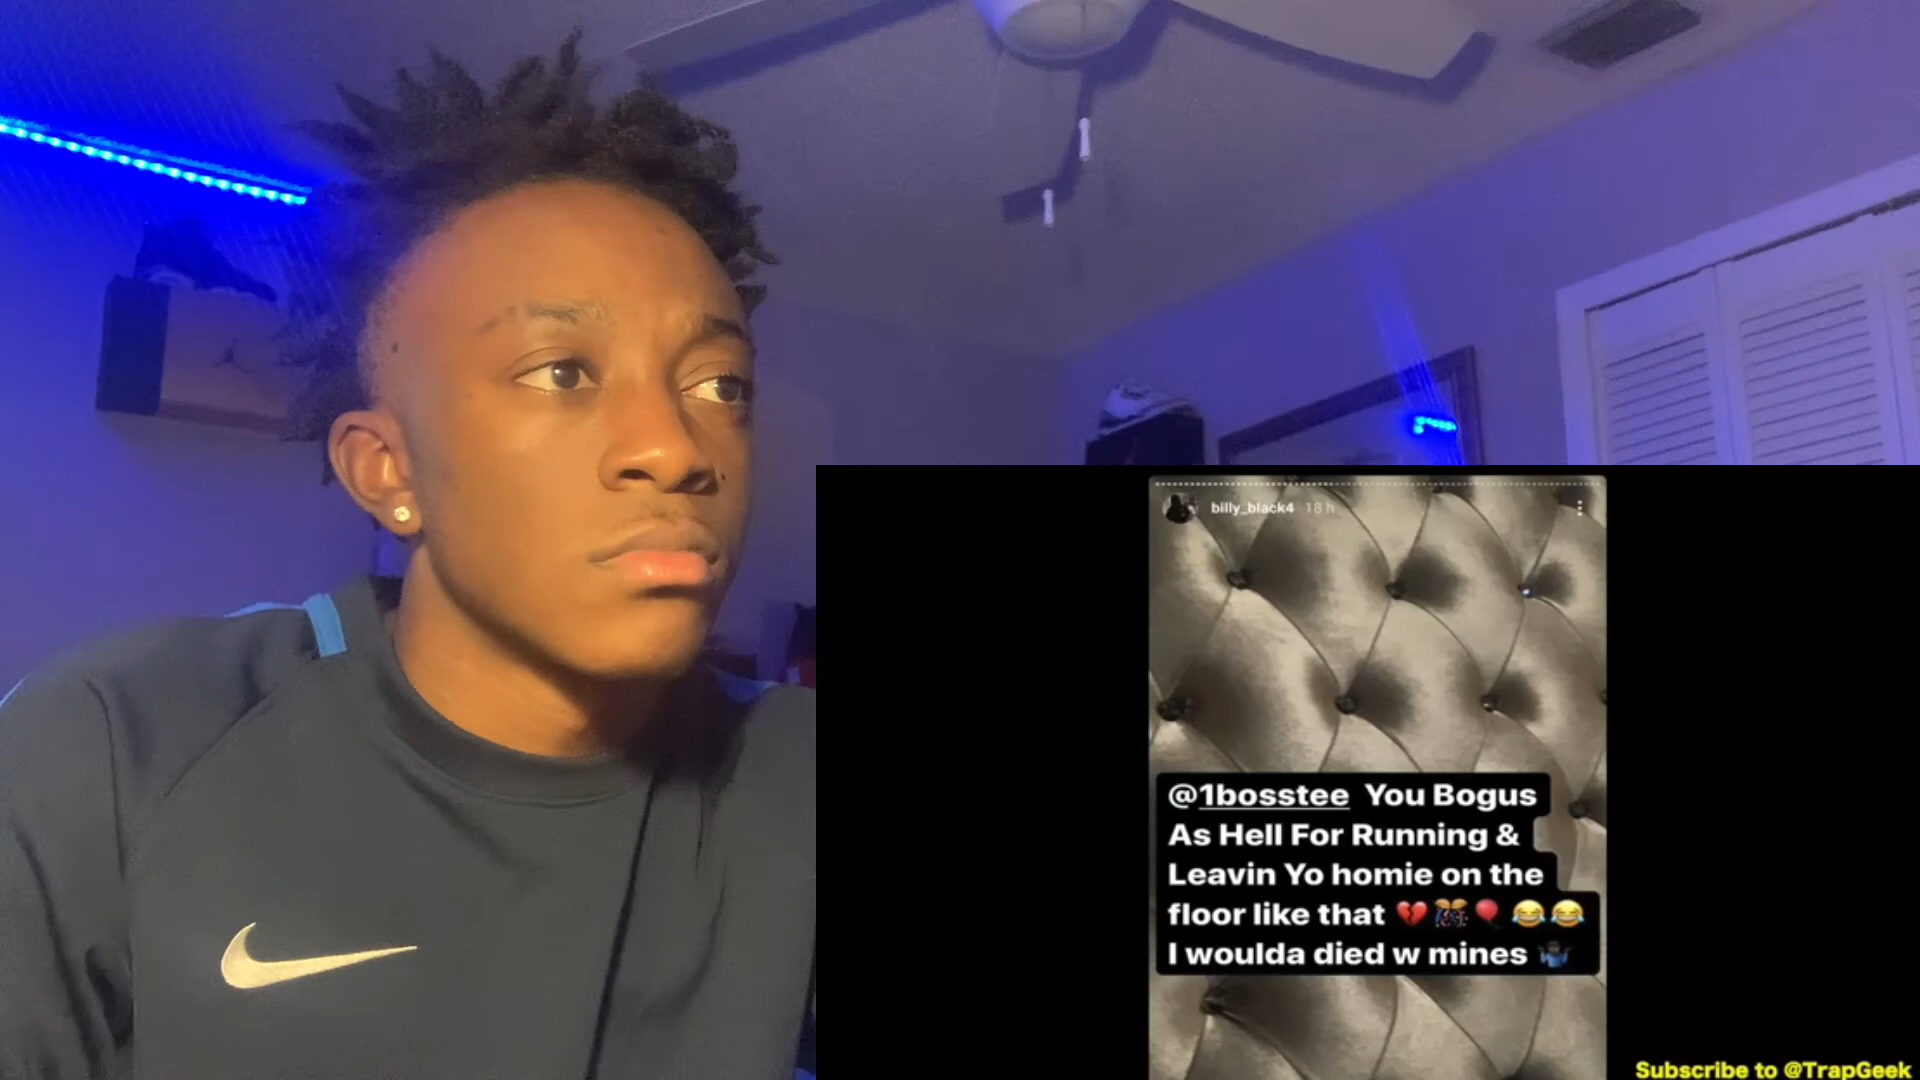 billy_black4 18 h
@1bosstee You Bogus
As Hell For Running &
Leavin Yo homie on the
floor like that 💔🎊🎈😂😂
I woulda died w mines 🤷🏿‍♂️
Subscribe to @TrapGeek